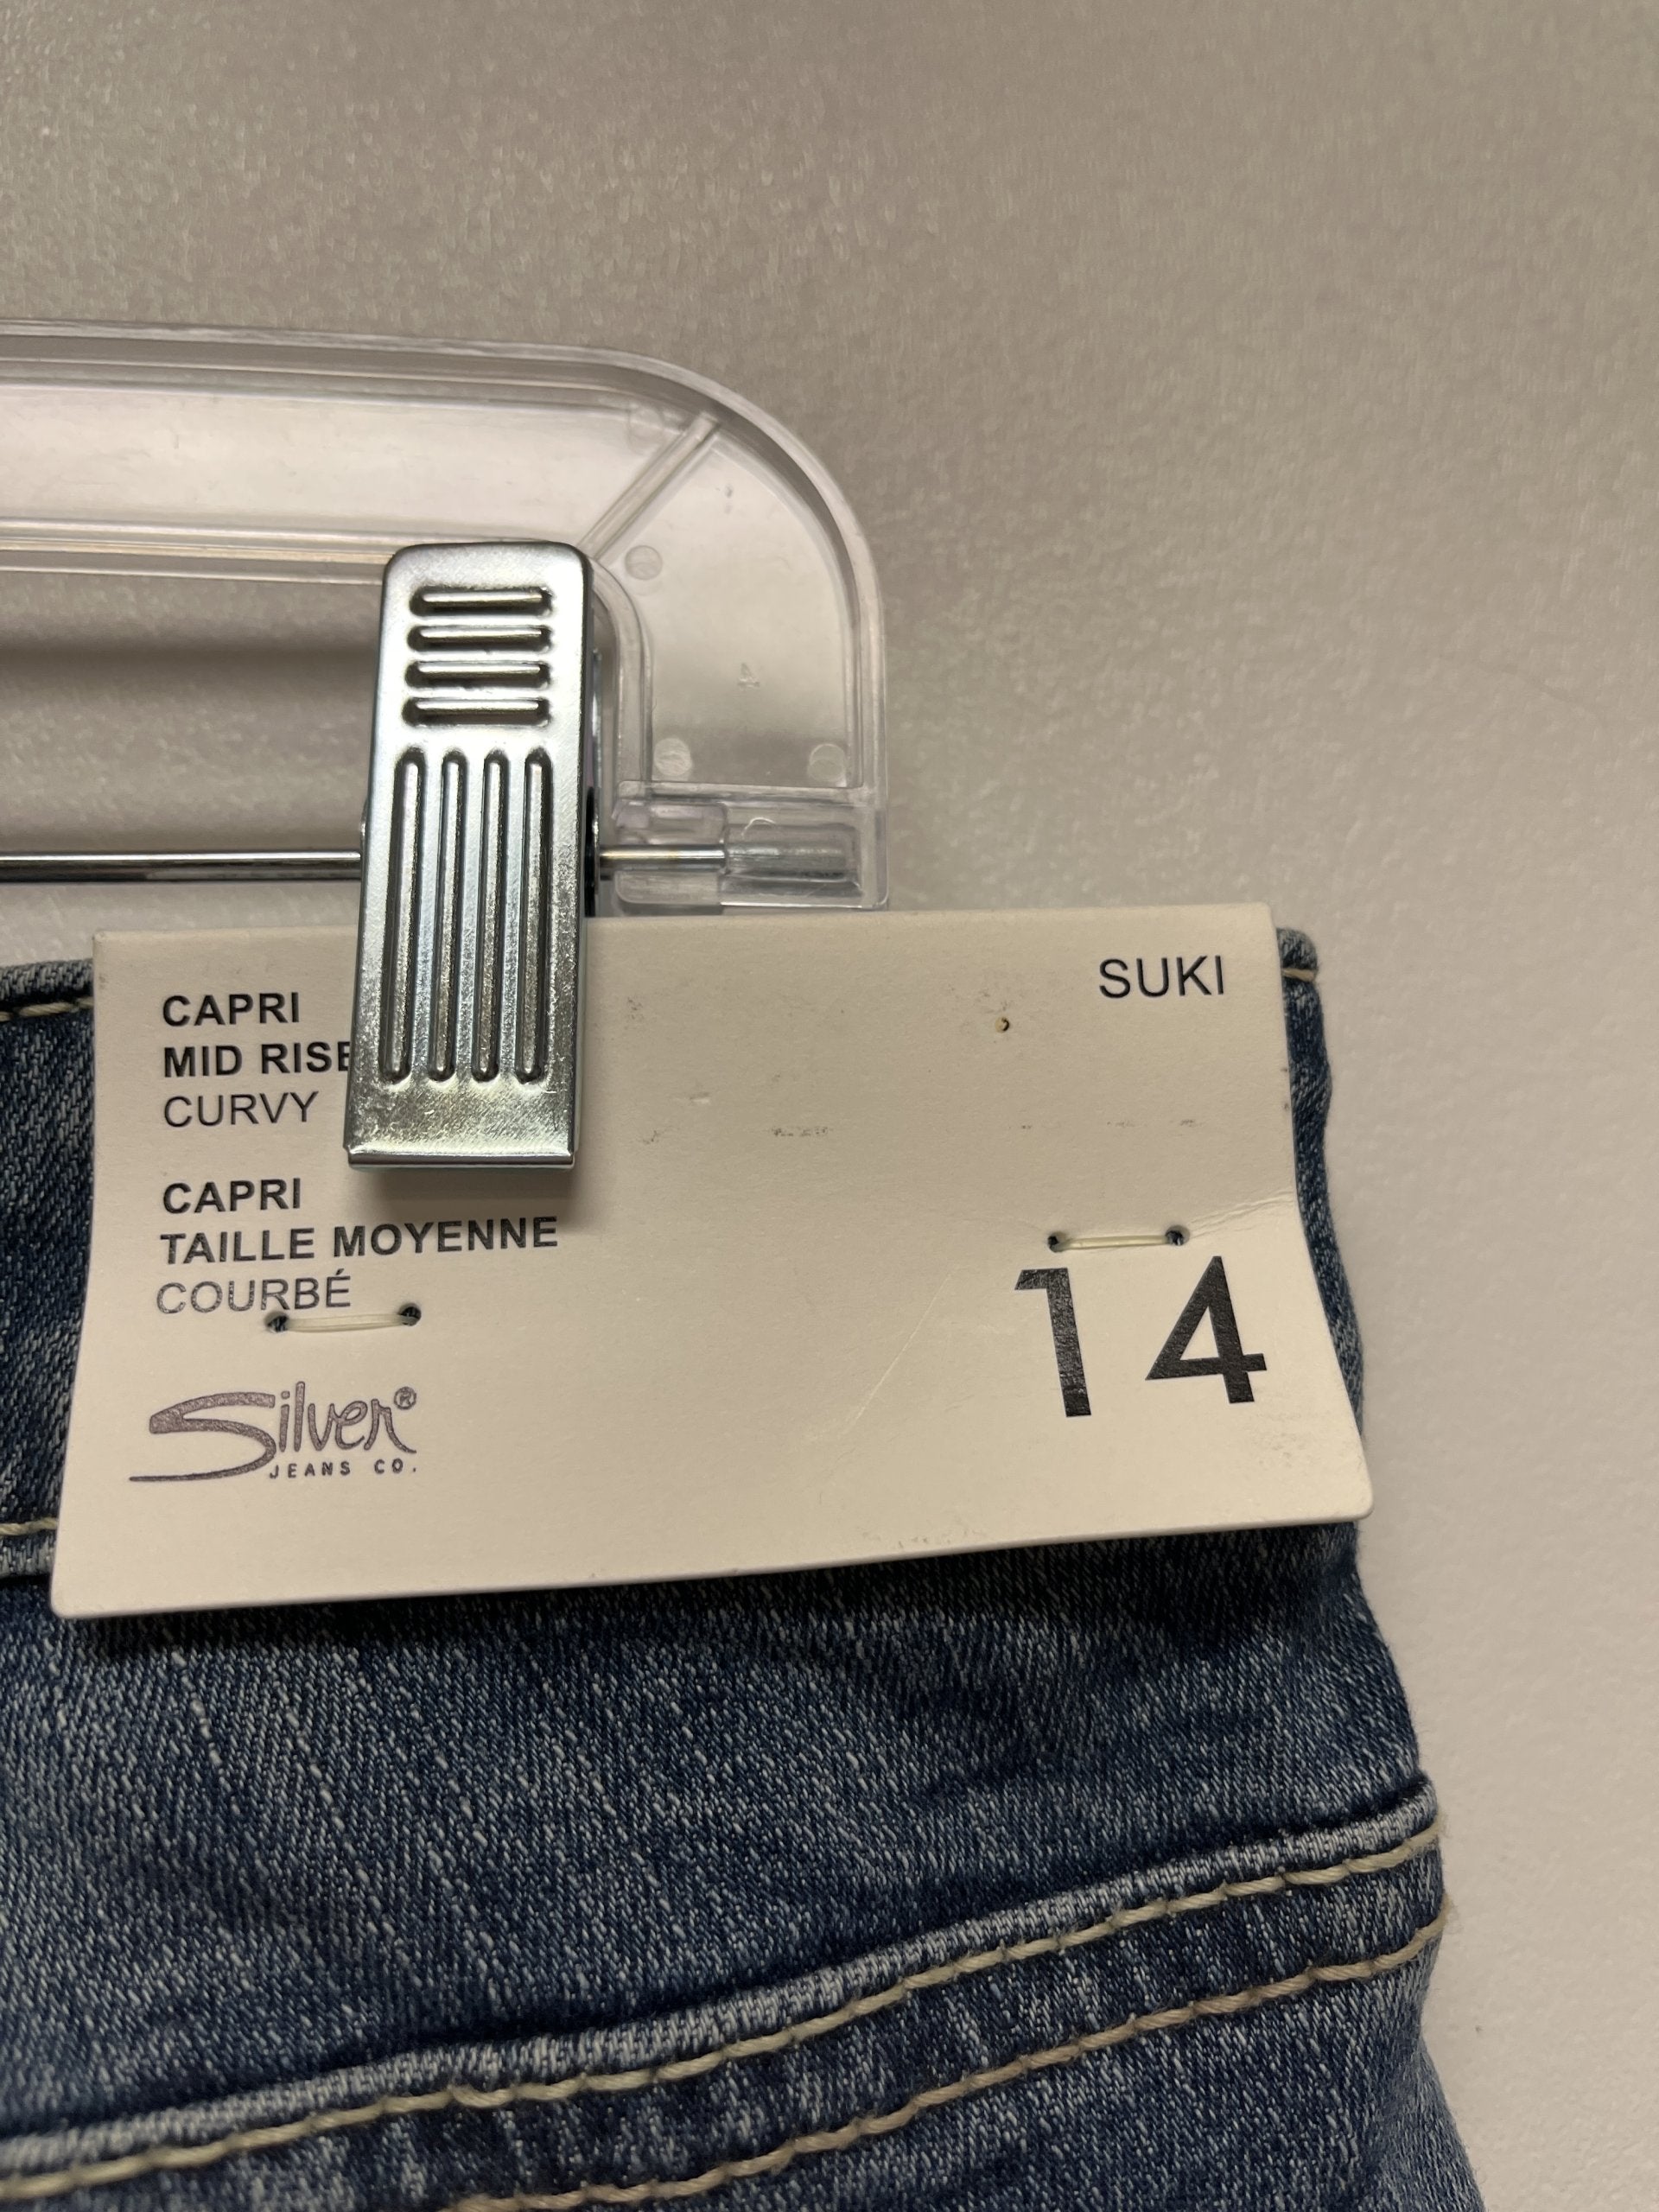 SUKI
CAPRI
MID RISE
CURVY
CAPRI
TAILLE MOYENNE
COURBÉ
14
Silver®
JEANS CO.